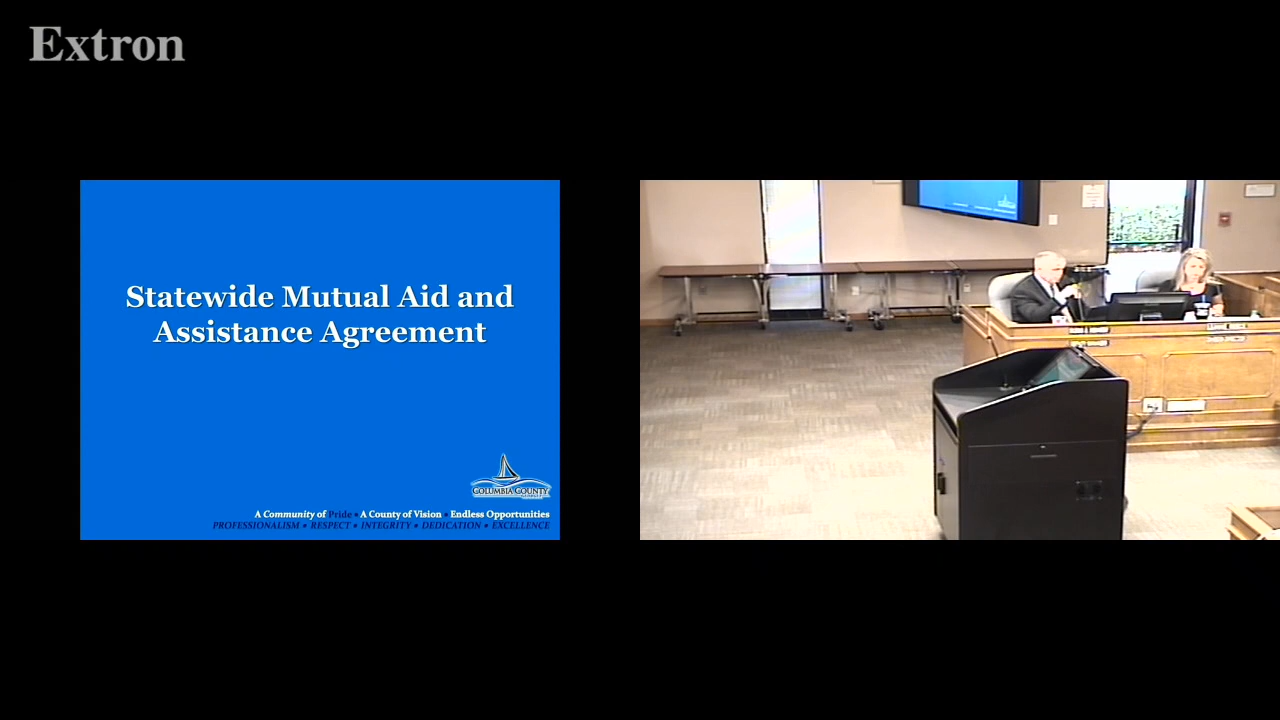 Extron
Statewide Mutual Aid and
Assistance Agreement
COLUMBIA COUNTY
A Community of Pride • A County of Vision • Endless Opportunities
PROFESSIONALISM • RESPECT • INTEGRITY • DEDICATION • EXCELLENCE